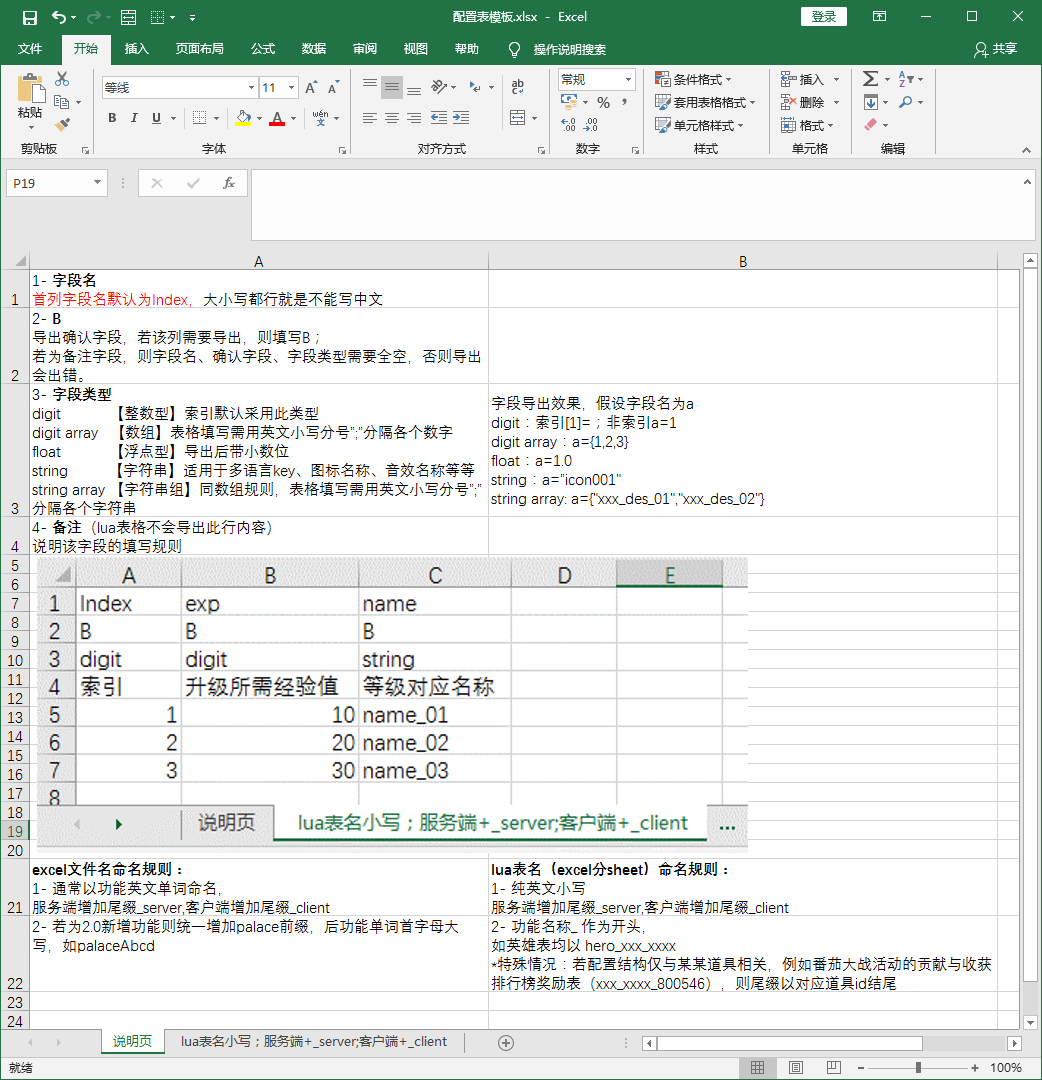 配置表模板.xlsx - Excel
登录
文件 开始 插入 页面布局 公式 数据 审阅 视图 帮助 操作说明搜索 共享
粘贴
等线 11
B I U
wén
ab
常规
% ,
条件格式
套用表格格式
单元格样式
插入
删除
格式
剪贴板 字体 对齐方式 数字 样式 单元格 编辑
P19 fx
A B
1
1- 字段名
首列字段名默认为Index，大小写都行就是不能写中文
2
2- B
导出确认字段，若该列需要导出，则填写B；
若为备注字段，则字段名、确认字段、字段类型需要全空，否则导出
会出错。
3
3- 字段类型
digit 【整数型】索引默认采用此类型
digit array 【数组】表格填写需用英文小写分号";"分隔各个数字
float 【浮点型】导出后带小数位
string 【字符串】适用于多语言key、图标名称、音效名称等等
string array 【字符串组】同数组规则，表格填写需用英文小写分号";"
分隔各个字符串
字段导出效果，假设字段名为a
digit：索引[1]=；非索引a=1
digit array：a={1,2,3}
float：a=1.0
string：a="icon001"
string array: a={"xxx_des_01","xxx_des_02"}
4
4- 备注（lua表格不会导出此行内容）
说明该字段的填写规则
5
6
7
8
9
10
11
12
13
14
15
16
17
18
19
20
A B C D E
1 Index exp name
2 B B B
3 digit digit string
4 索引 升级所需经验值 等级对应名称
5 1 10 name_01
6 2 20 name_02
7 3 30 name_03
8
说明页 lua表名小写；服务端+_server;客户端+_client ...
21
excel文件名命名规则：
1- 通常以功能英文单词命名，
服务端增加尾缀_server,客户端增加尾缀_client
lua表名（excel分sheet）命名规则：
1- 纯英文小写
服务端增加尾缀_server,客户端增加尾缀_client
22
2- 若为2.0新增功能则统一增加palace前缀，后功能单词首字母大
写，如palaceAbcd
2- 功能名称_ 作为开头，
如英雄表均以 hero_xxx_xxxx
*特殊情况：若配置结构仅与某某道具相关，例如番茄大战活动的贡献与收获
排行榜奖励表（xxx_xxxx_800546），则尾缀以对应道具id结尾
23
24
说明页 lua表名小写；服务端+_server;客户端+_client
就绪 100%